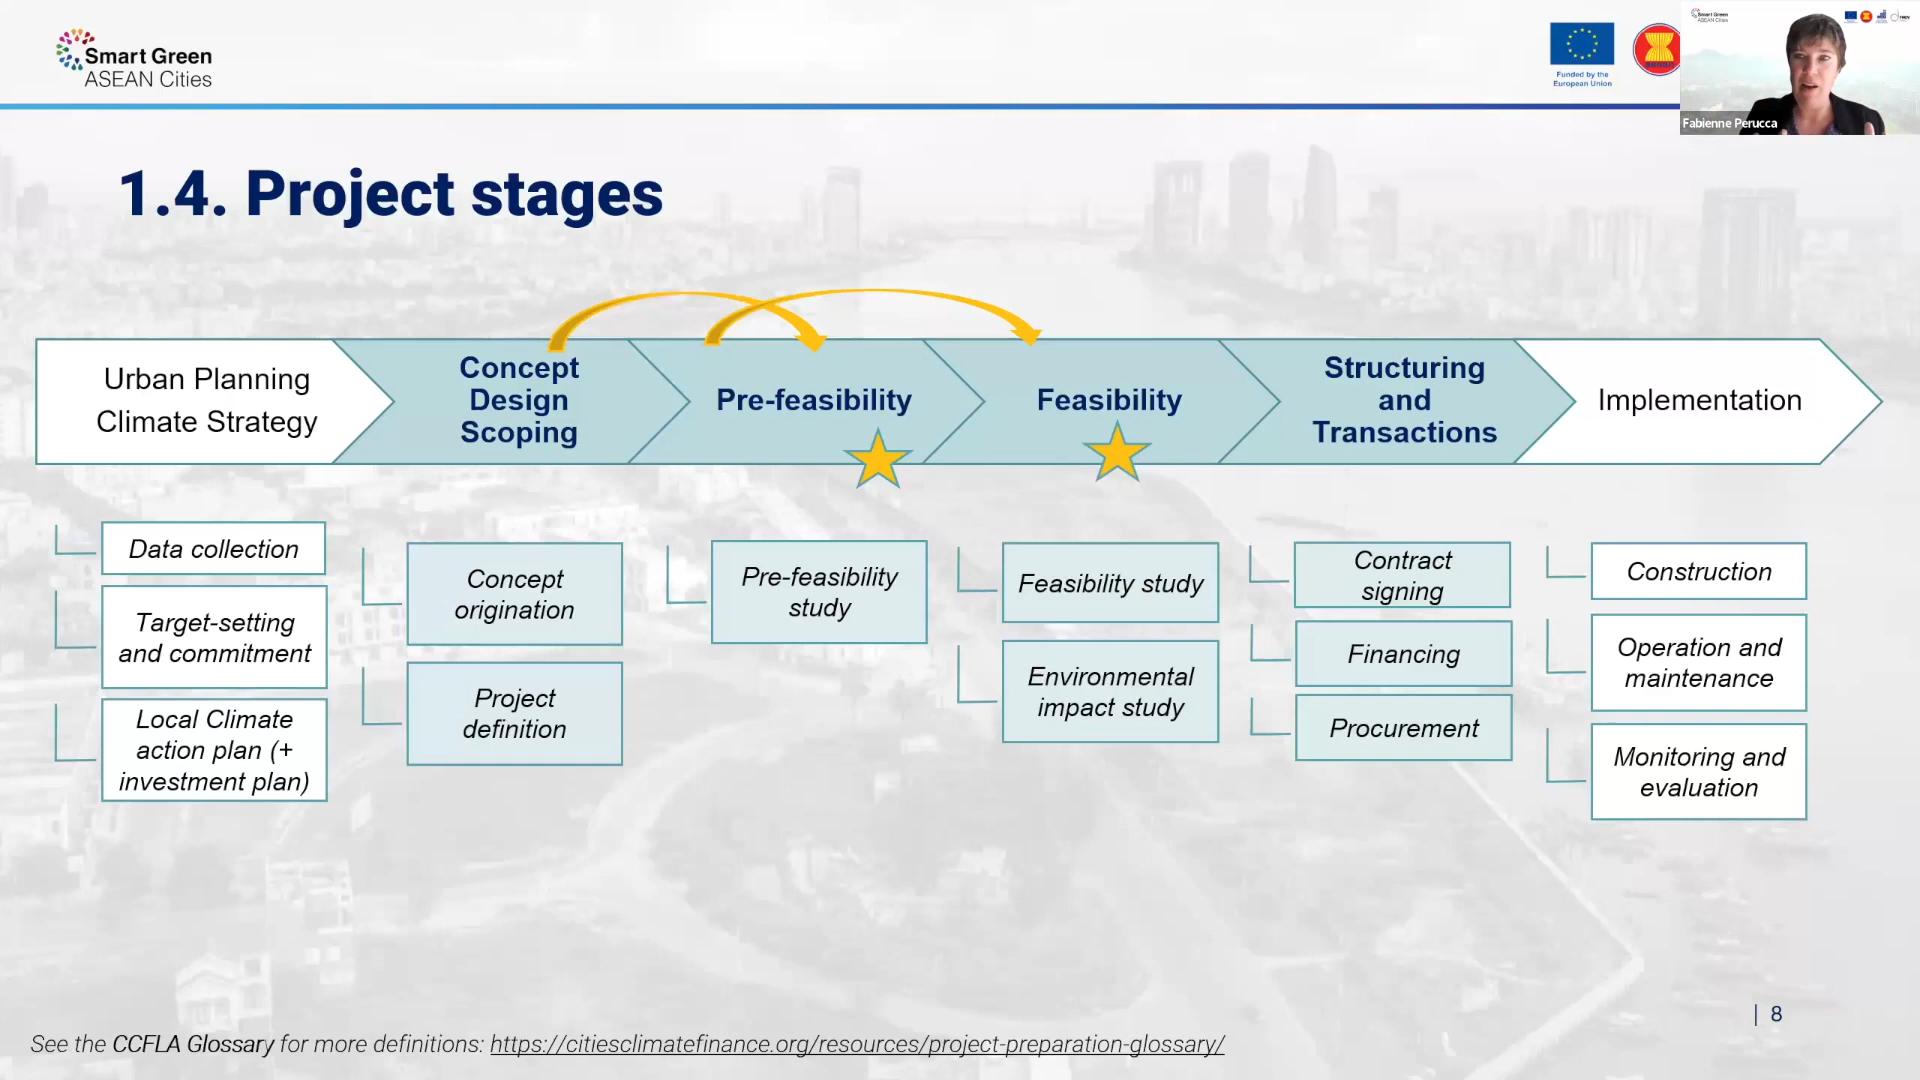 Smart Green
ASEAN Cities
Funded by the
European Union
Smart Green
ASEAN Cities
Fabienne Perucca
1.4. Project stages
Urban Planning
Climate Strategy
Concept
Design
Scoping
Pre-feasibility
Feasibility
Structuring
and
Transactions
Implementation
Data collection
Target-setting
and commitment
Local Climate
action plan (+
investment plan)
Concept
origination
Project
definition
Pre-feasibility
study
Feasibility study
Environmental
impact study
Contract
signing
Financing
Procurement
Construction
Operation and
maintenance
Monitoring and
evaluation
| 8
See the CCFLA Glossary for more definitions: https://citiesclimatefinance.org/resources/project-preparation-glossary/